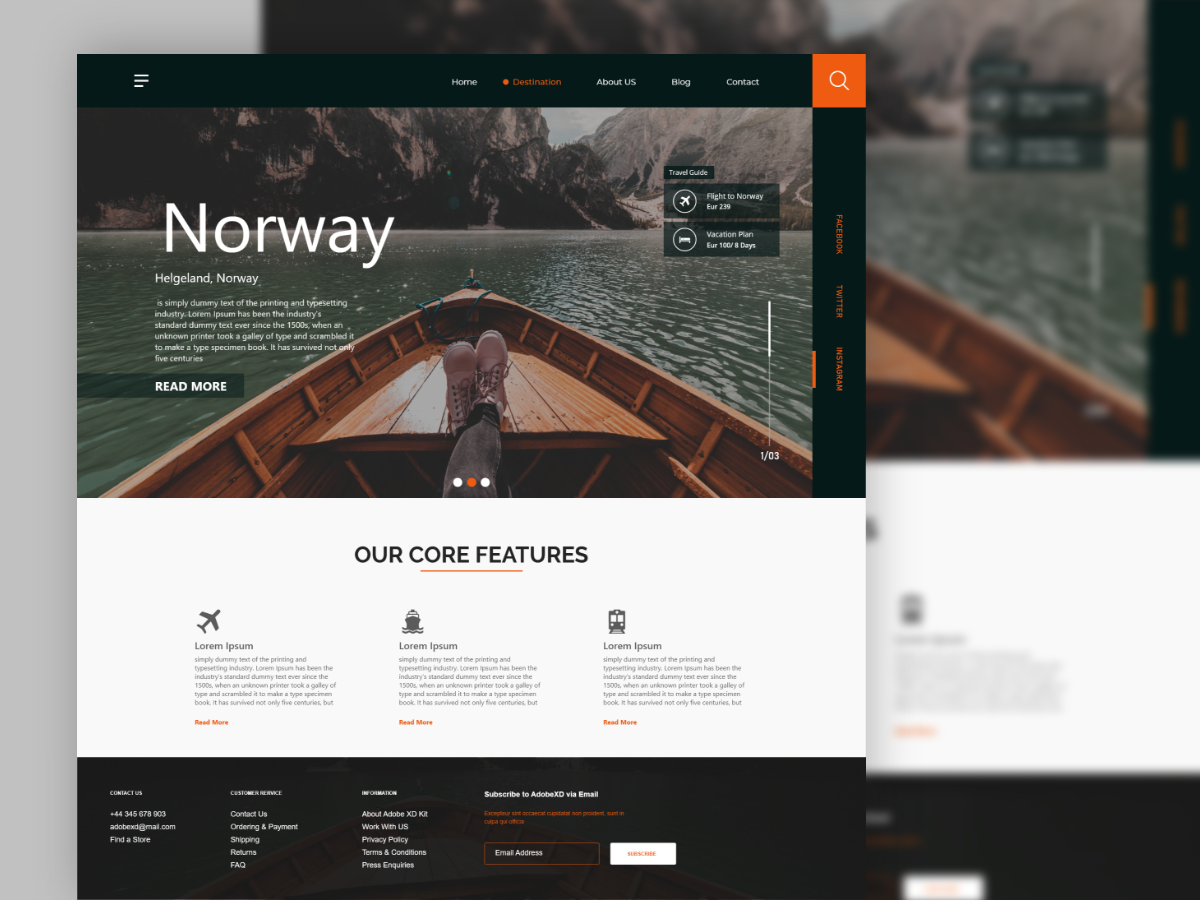 Home
Destination
About US
Blog
Contact
Travel Guide
Flight to Norway
Eur 239
Vacation Plan
Eur 100/ 8 Days
Norway
Helgeland, Norway
is simply dummy text of the printing and typesetting
industry. Lorem Ipsum has been the industry's
standard dummy text ever since the 1500s, when an
unknown printer took a galley of type and scrambled it
to make a type specimen book. It has survived not only
five centuries
READ MORE
FACEBOOK
TWITTER
INSTAGRAM
1/03
OUR CORE FEATURES
Lorem Ipsum
simply dummy text of the printing and
typesetting industry. Lorem Ipsum has been the
industry's standard dummy text ever since the
1500s, when an unknown printer took a galley of
type and scrambled it to make a type specimen
book. It has survived not only five centuries, but
Read More
Lorem Ipsum
simply dummy text of the printing and
typesetting industry. Lorem Ipsum has been the
industry's standard dummy text ever since the
1500s, when an unknown printer took a galley of
type and scrambled it to make a type specimen
book. It has survived not only five centuries, but
Read More
Lorem Ipsum
simply dummy text of the printing and
typesetting industry. Lorem Ipsum has been the
industry's standard dummy text ever since the
1500s, when an unknown printer took a galley of
type and scrambled it to make a type specimen
book. It has survived not only five centuries, but
Read More
CONTACT US
+44 345 678 903
adobexd@mail.com
Find a Store
CUSTOMER SERVICE
Contact Us
Ordering & Payment
Shipping
Returns
FAQ
INFORMATION
About Adobe XD Kit
Work With US
Privacy Policy
Terms & Conditions
Press Enquiries
Subscribe to AdobeXD via Email
Excepteur sint occaecat cupidatat non proident, sunt in
culpa qui officia
Email Address
SUBSCRIBE